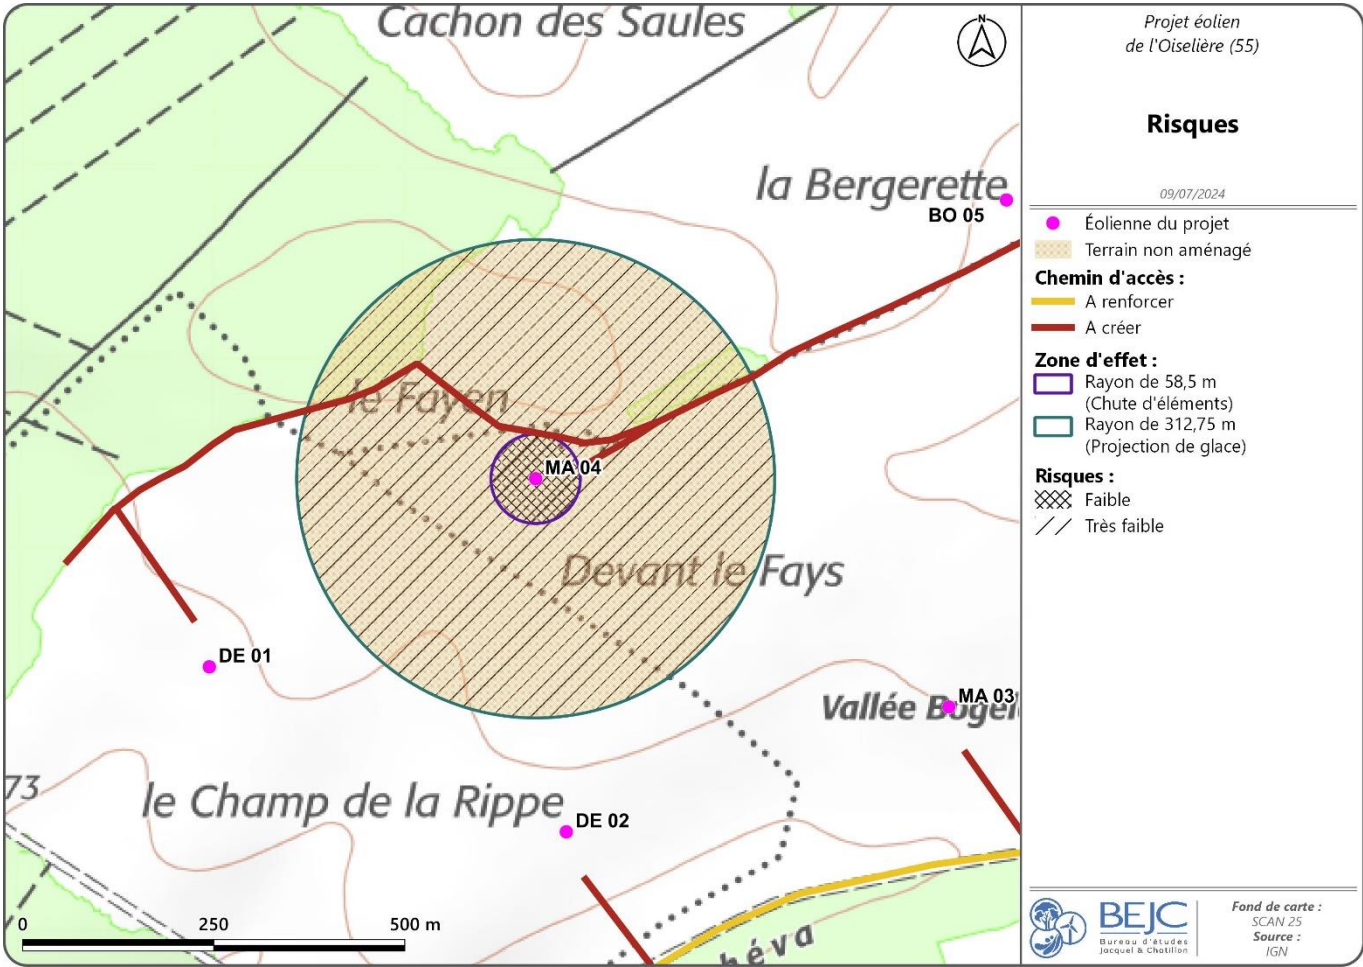 Cachon des Saules
N
la Bergerette
BO 05
le Fayen
MA 04
Devant le Fays
DE 01
MA 03
Vallée Bogel
73
le Champ de la Rippe
DE 02
héva
0 250 500 m
Projet éolien
de l'Oiselière (55)
Risques
09/07/2024
Éolienne du projet
Terrain non aménagé
Chemin d'accès :
A renforcer
A créer
Zone d'effet :
Rayon de 58,5 m
(Chute d'éléments)
Rayon de 312,75 m
(Projection de glace)
Risques :
Faible
Très faible
BEJC
Bureau d'études
Jacquel & Chatillon
Fond de carte :
SCAN 25
Source :
IGN